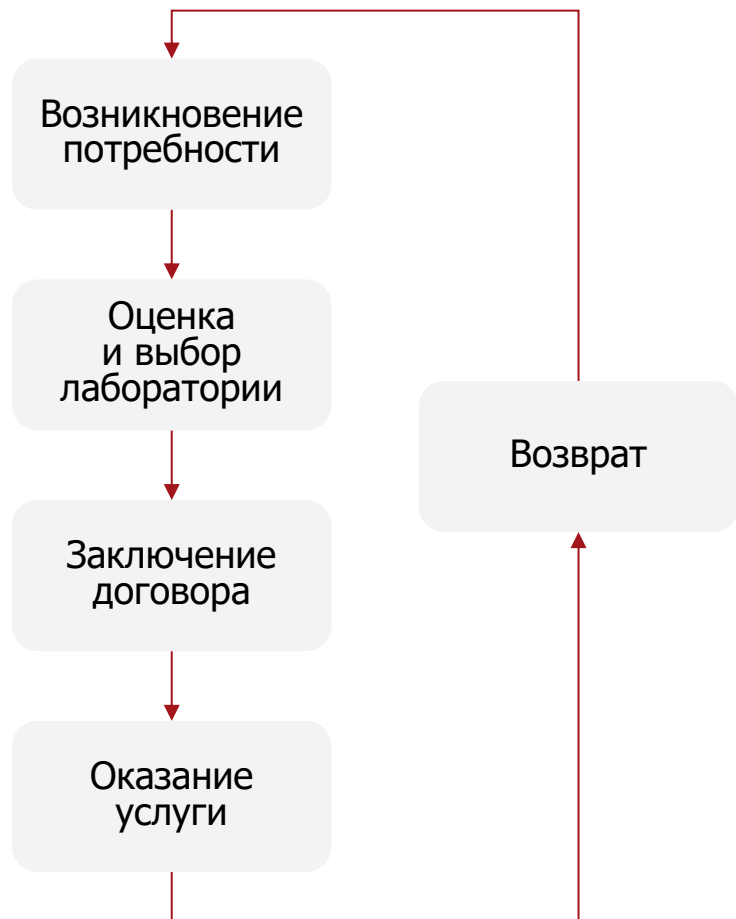 Возникновение
потребности
Оценка
и выбор
лаборатории
Заключение
договора
Оказание
услуги
Возврат